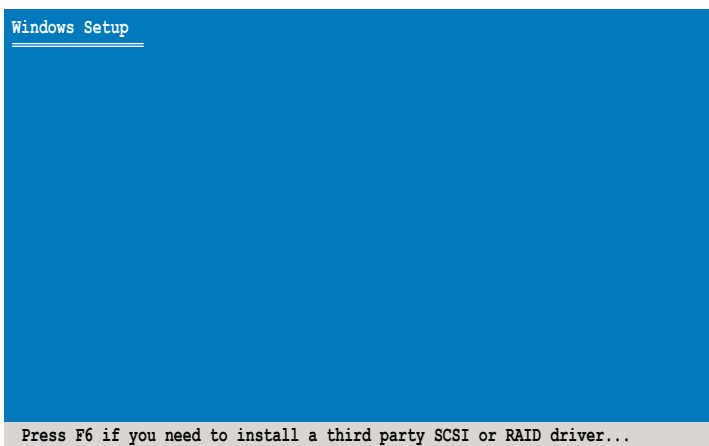 Windows Setup
Press F6 if you need to install a third party SCSI or RAID driver...